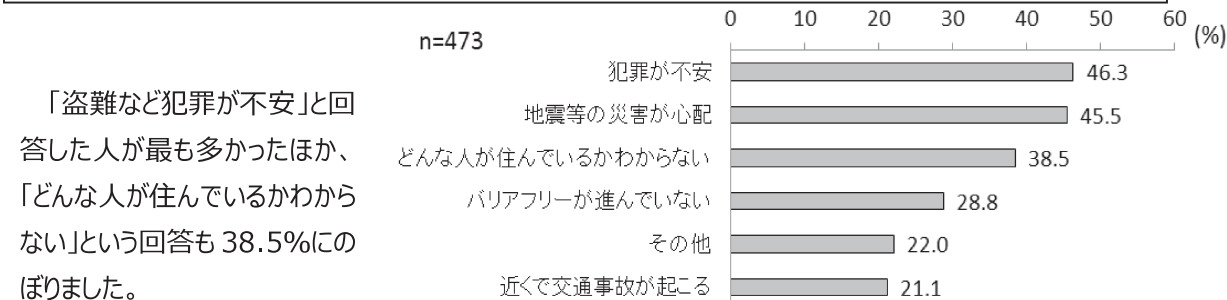 「盗難など犯罪が不安」と回
答した人が最も多かったほか、
「どんな人が住んでいるかわから
ない」という回答も 38.5%にの
ぼりました。
n=473
0 10 20 30 40 50 60
(%)
犯罪が不安 46.3
地震等の災害が心配 45.5
どんな人が住んでいるかわからない 38.5
バリアフリーが進んでいない 28.8
その他 22.0
近くで交通事故が起こる 21.1